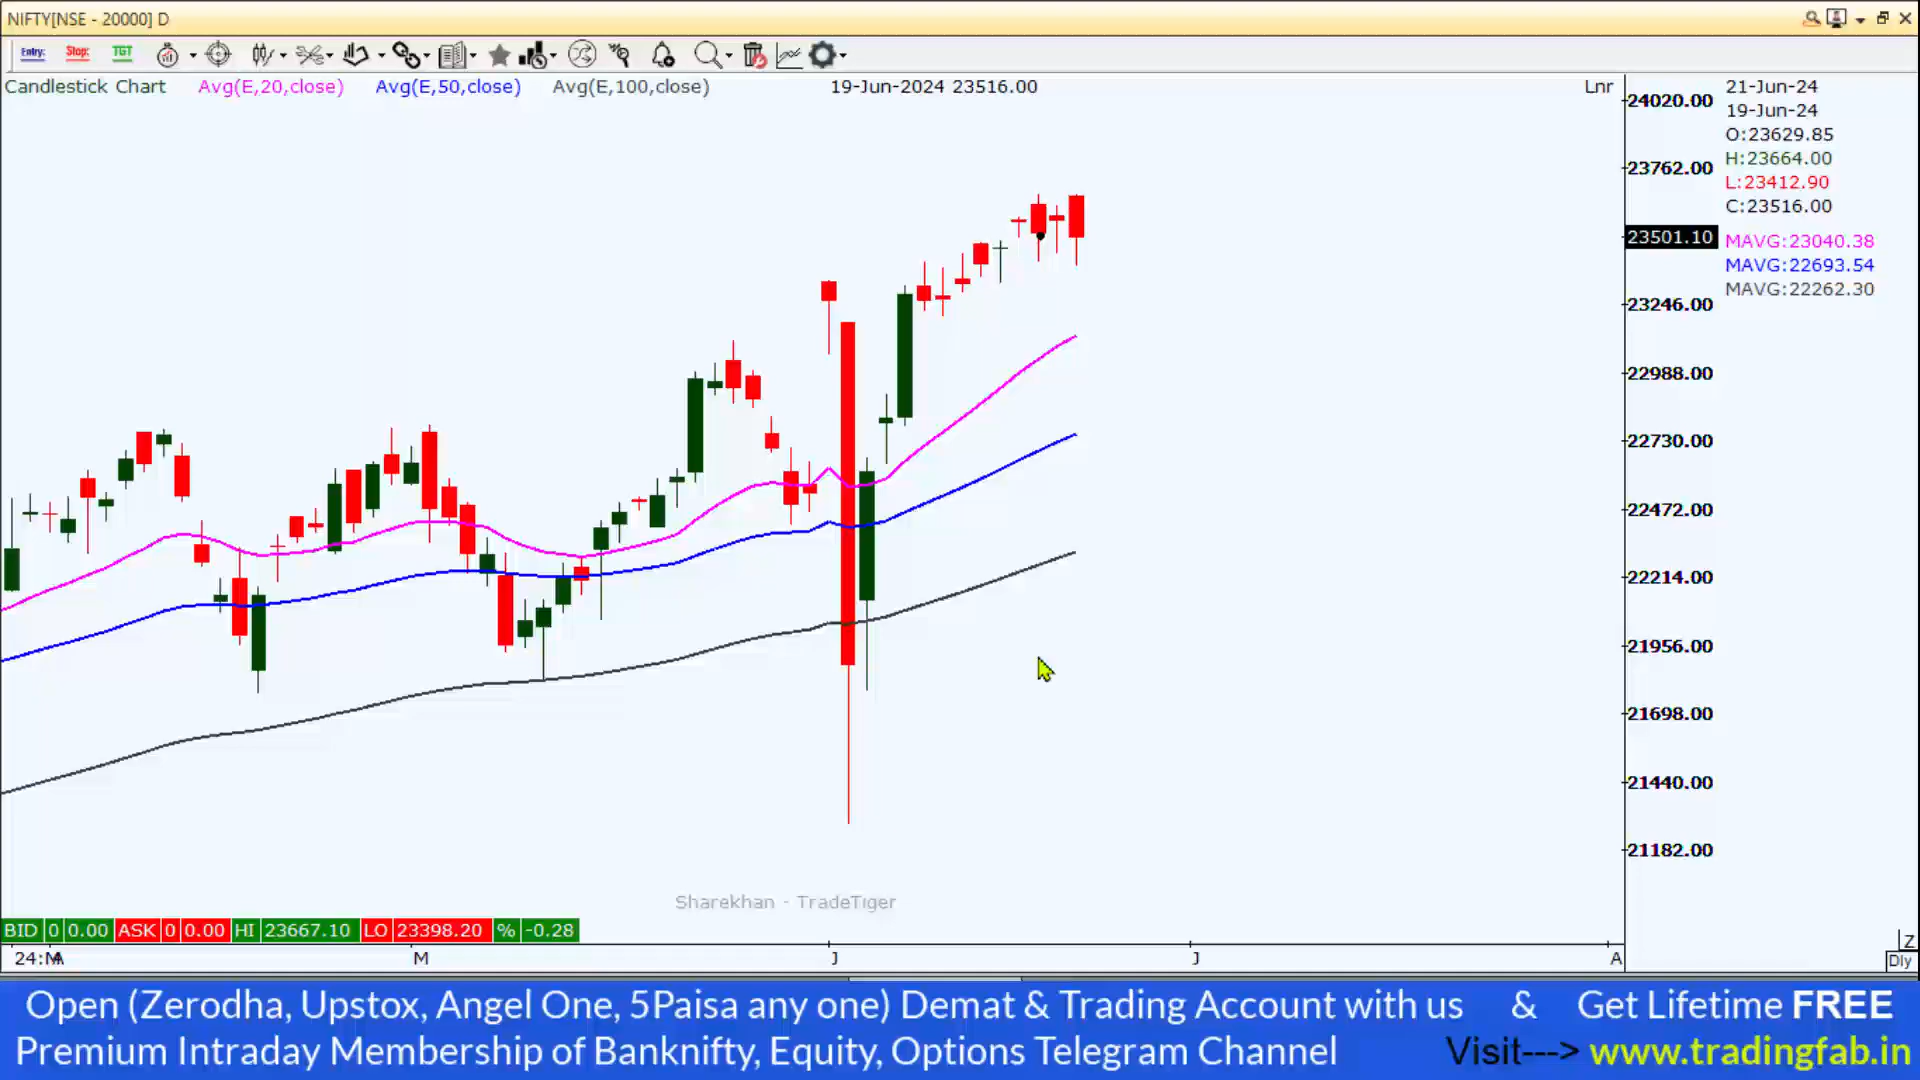 NIFTY[NSE - 20000] D
Entry: Stop: TGT
Candlestick Chart Avg(E,20,close) Avg(E,50,close) Avg(E,100,close) 19-Jun-2024 23516.00 Lnr
21-Jun-24
19-Jun-24
O:23629.85
H:23664.00
L:23412.90
C:23516.00
MAVG:23040.38
MAVG:22693.54
MAVG:22262.30
24020.00
23762.00
23501.10
23246.00
22988.00
22730.00
22472.00
22214.00
21956.00
21698.00
21440.00
21182.00
Sharekhan - TradeTiger
BID 0 0.00 ASK 0 0.00 HI 23667.10 LO 23398.20 % -0.28
M J J A
Z
Dly
Open (Zerodha, Upstox, Angel One, 5Paisa any one) Demat & Trading Account with us & Get Lifetime FREE
Premium Intraday Membership of Banknifty, Equity, Options Telegram Channel Visit---> www.tradingfab.in